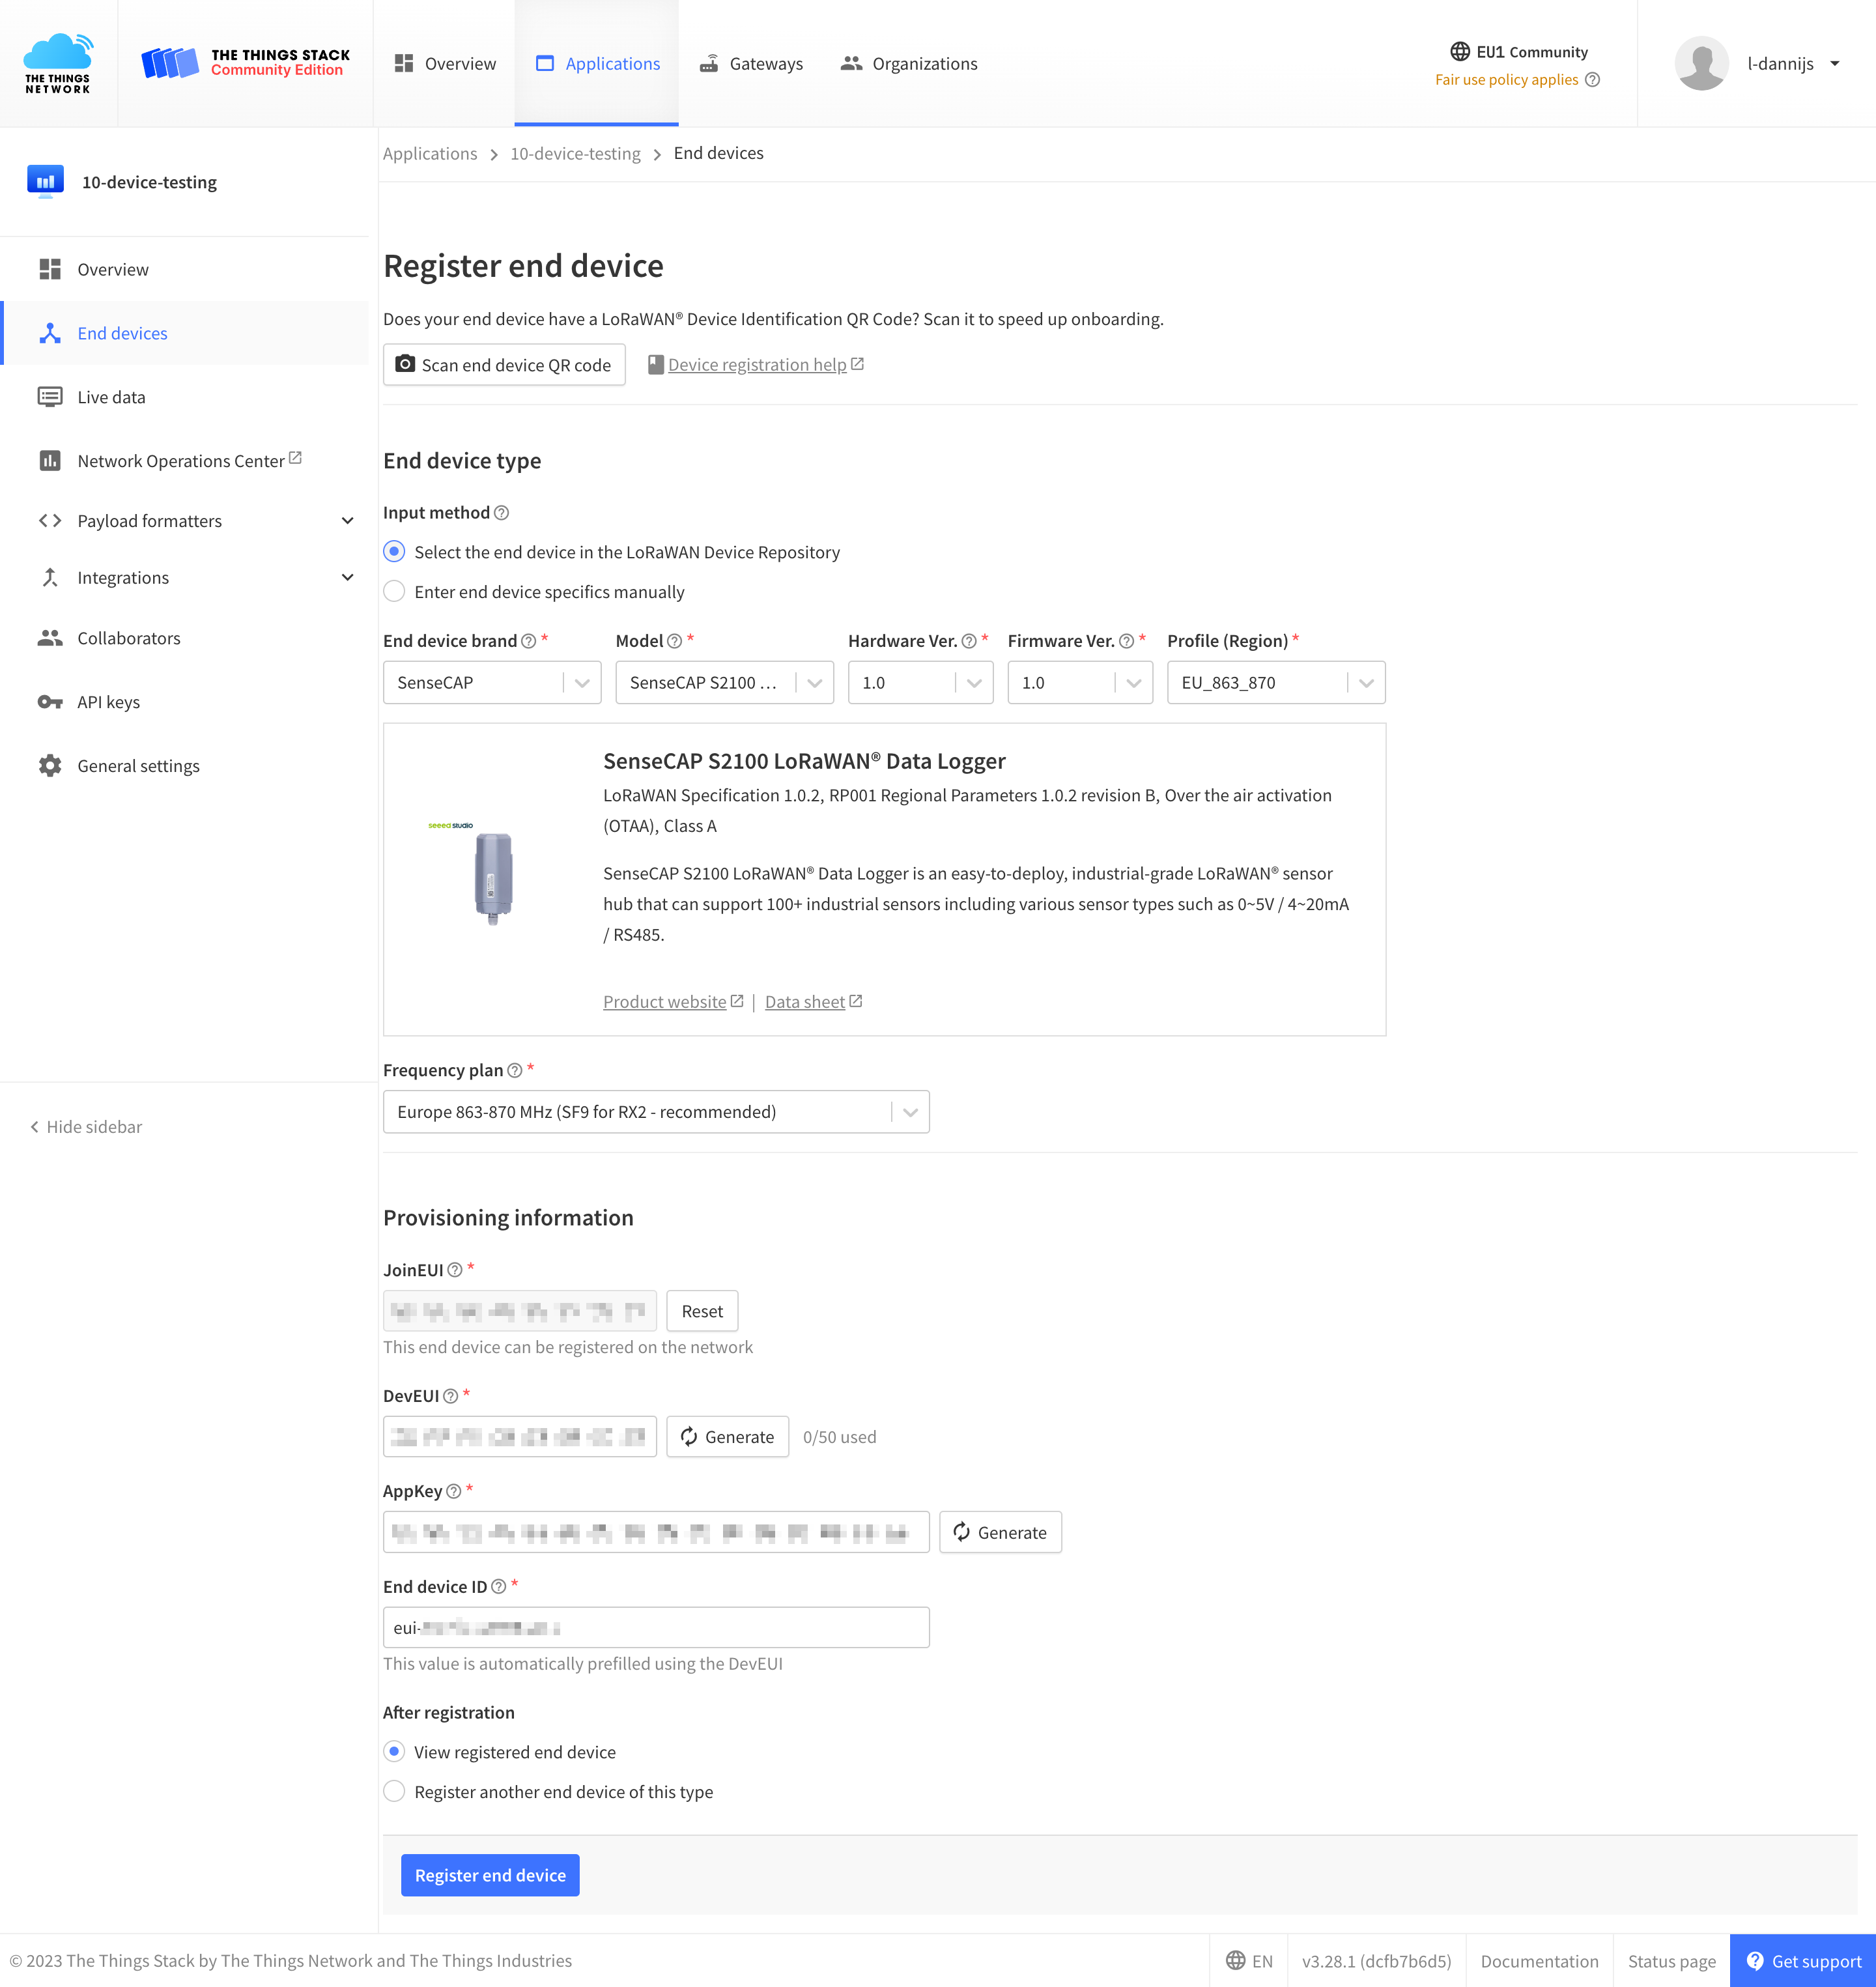 THE THINGS NETWORK
THE THINGS STACK
Community Edition
Overview
Applications
Gateways
Organizations
EU1 Community
Fair use policy applies
l-dannijs
10-device-testing
Overview
End devices
Live data
Network Operations Center
Payload formatters
Integrations
Collaborators
API keys
General settings
Hide sidebar
Applications > 10-device-testing > End devices
Register end device
Does your end device have a LoRaWAN® Device Identification QR Code? Scan it to speed up onboarding.
Scan end device QR code
Device registration help
End device type
Input method
Select the end device in the LoRaWAN Device Repository
Enter end device specifics manually
End device brand * Model * Hardware Ver. * Firmware Ver. * Profile (Region) *
SenseCAP SenseCAP S2100 ... 1.0 1.0 EU_863_870
seeed studio
SenseCAP S2100 LoRaWAN® Data Logger
LoRaWAN Specification 1.0.2, RP001 Regional Parameters 1.0.2 revision B, Over the air activation
(OTAA), Class A
SenseCAP S2100 LoRaWAN® Data Logger is an easy-to-deploy, industrial-grade LoRaWAN® sensor
hub that can support 100+ industrial sensors including various sensor types such as 0~5V / 4~20mA
/ RS485.
Product website | Data sheet
Frequency plan *
Europe 863-870 MHz (SF9 for RX2 - recommended)
Provisioning information
JoinEUI *
Reset
This end device can be registered on the network
DevEUI *
Generate 0/50 used
AppKey *
Generate
End device ID *
eui-
This value is automatically prefilled using the DevEUI
After registration
View registered end device
Register another end device of this type
Register end device
© 2023 The Things Stack by The Things Network and The Things Industries
EN
v3.28.1 (dcfb7b6d5)
Documentation
Status page
Get support